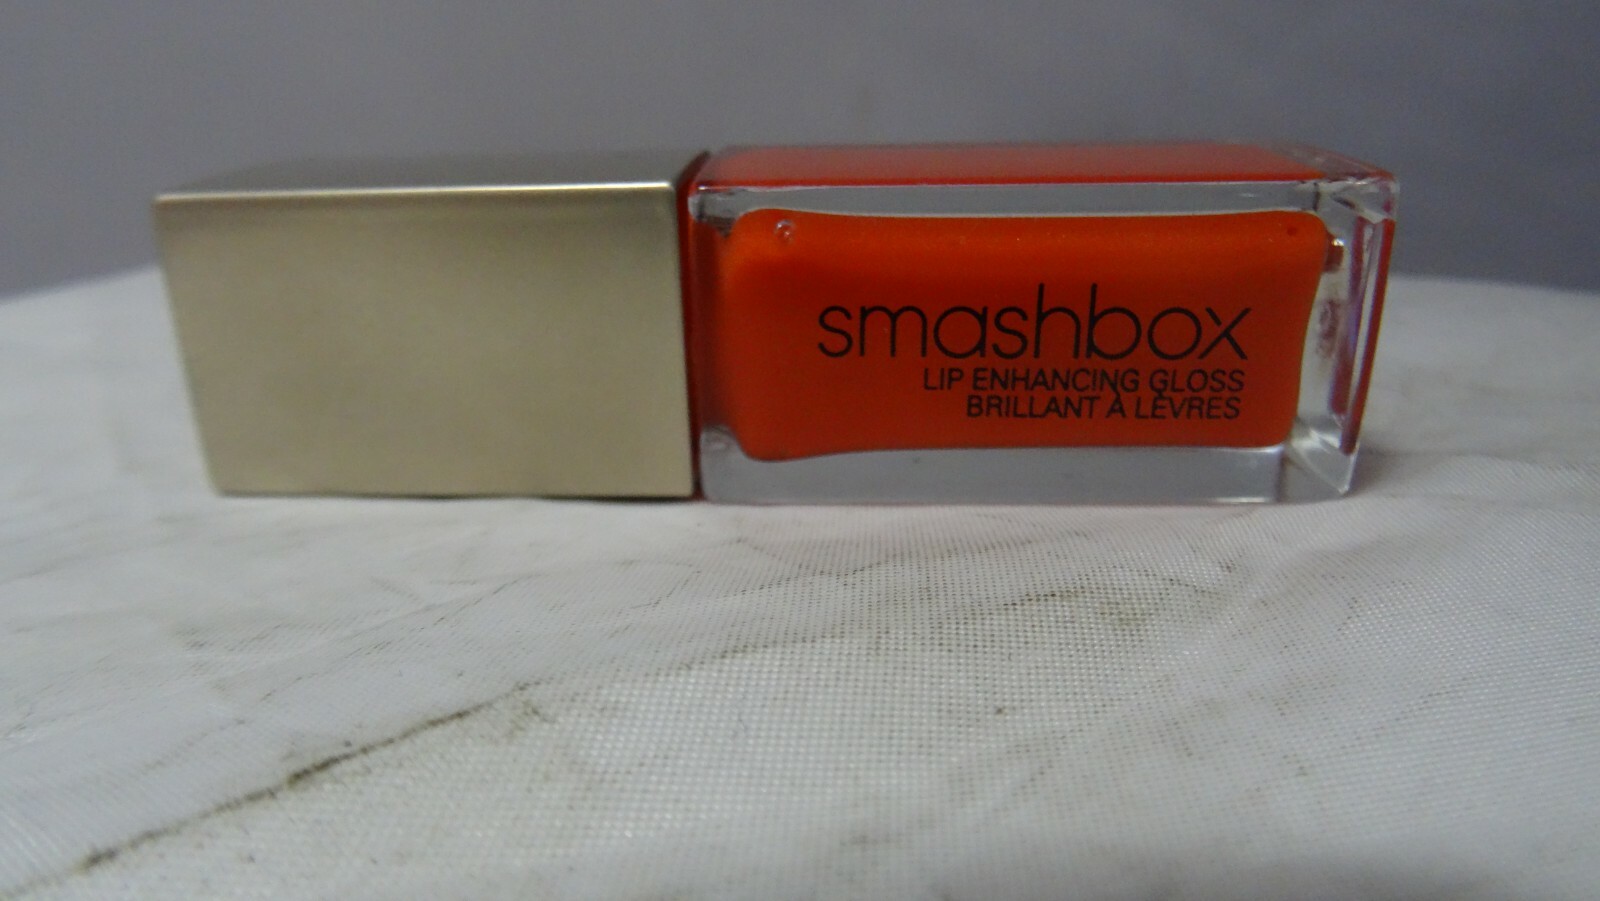 smashbox
LIP ENHANCING GLOSS
BRILLANT À LÈVRES